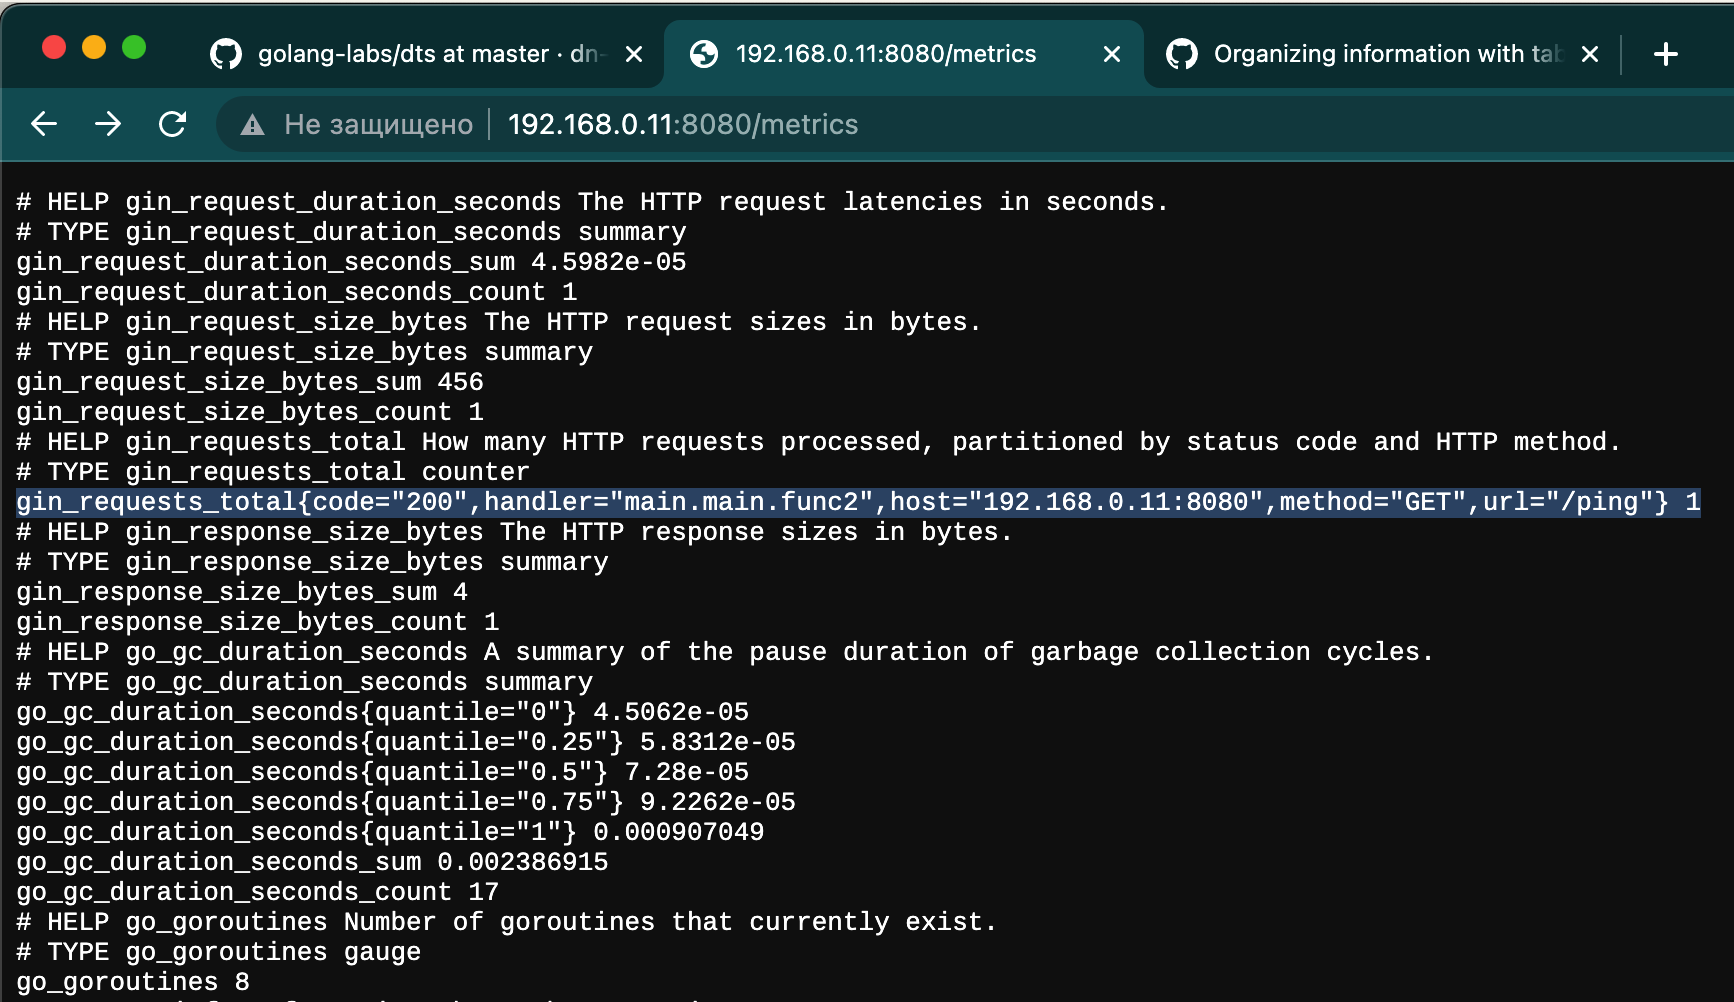 golang-labs/dts at master · dn-
192.168.0.11:8080/metrics
Organizing information with tab
Не защищено
192.168.0.11:8080/metrics
# HELP gin_request_duration_seconds The HTTP request latencies in seconds.
# TYPE gin_request_duration_seconds summary
gin_request_duration_seconds_sum 4.5982e-05
gin_request_duration_seconds_count 1
# HELP gin_request_size_bytes The HTTP request sizes in bytes.
# TYPE gin_request_size_bytes summary
gin_request_size_bytes_sum 456
gin_request_size_bytes_count 1
# HELP gin_requests_total How many HTTP requests processed, partitioned by status code and HTTP method.
# TYPE gin_requests_total counter
gin_requests_total{code="200",handler="main.main.func2",host="192.168.0.11:8080",method="GET",url="/ping"} 1
# HELP gin_response_size_bytes The HTTP response sizes in bytes.
# TYPE gin_response_size_bytes summary
gin_response_size_bytes_sum 4
gin_response_size_bytes_count 1
# HELP go_gc_duration_seconds A summary of the pause duration of garbage collection cycles.
# TYPE go_gc_duration_seconds summary
go_gc_duration_seconds{quantile="0"} 4.5062e-05
go_gc_duration_seconds{quantile="0.25"} 5.8312e-05
go_gc_duration_seconds{quantile="0.5"} 7.28e-05
go_gc_duration_seconds{quantile="0.75"} 9.2262e-05
go_gc_duration_seconds{quantile="1"} 0.000907049
go_gc_duration_seconds_sum 0.002386915
go_gc_duration_seconds_count 17
# HELP go_goroutines Number of goroutines that currently exist.
# TYPE go_goroutines gauge
go_goroutines 8